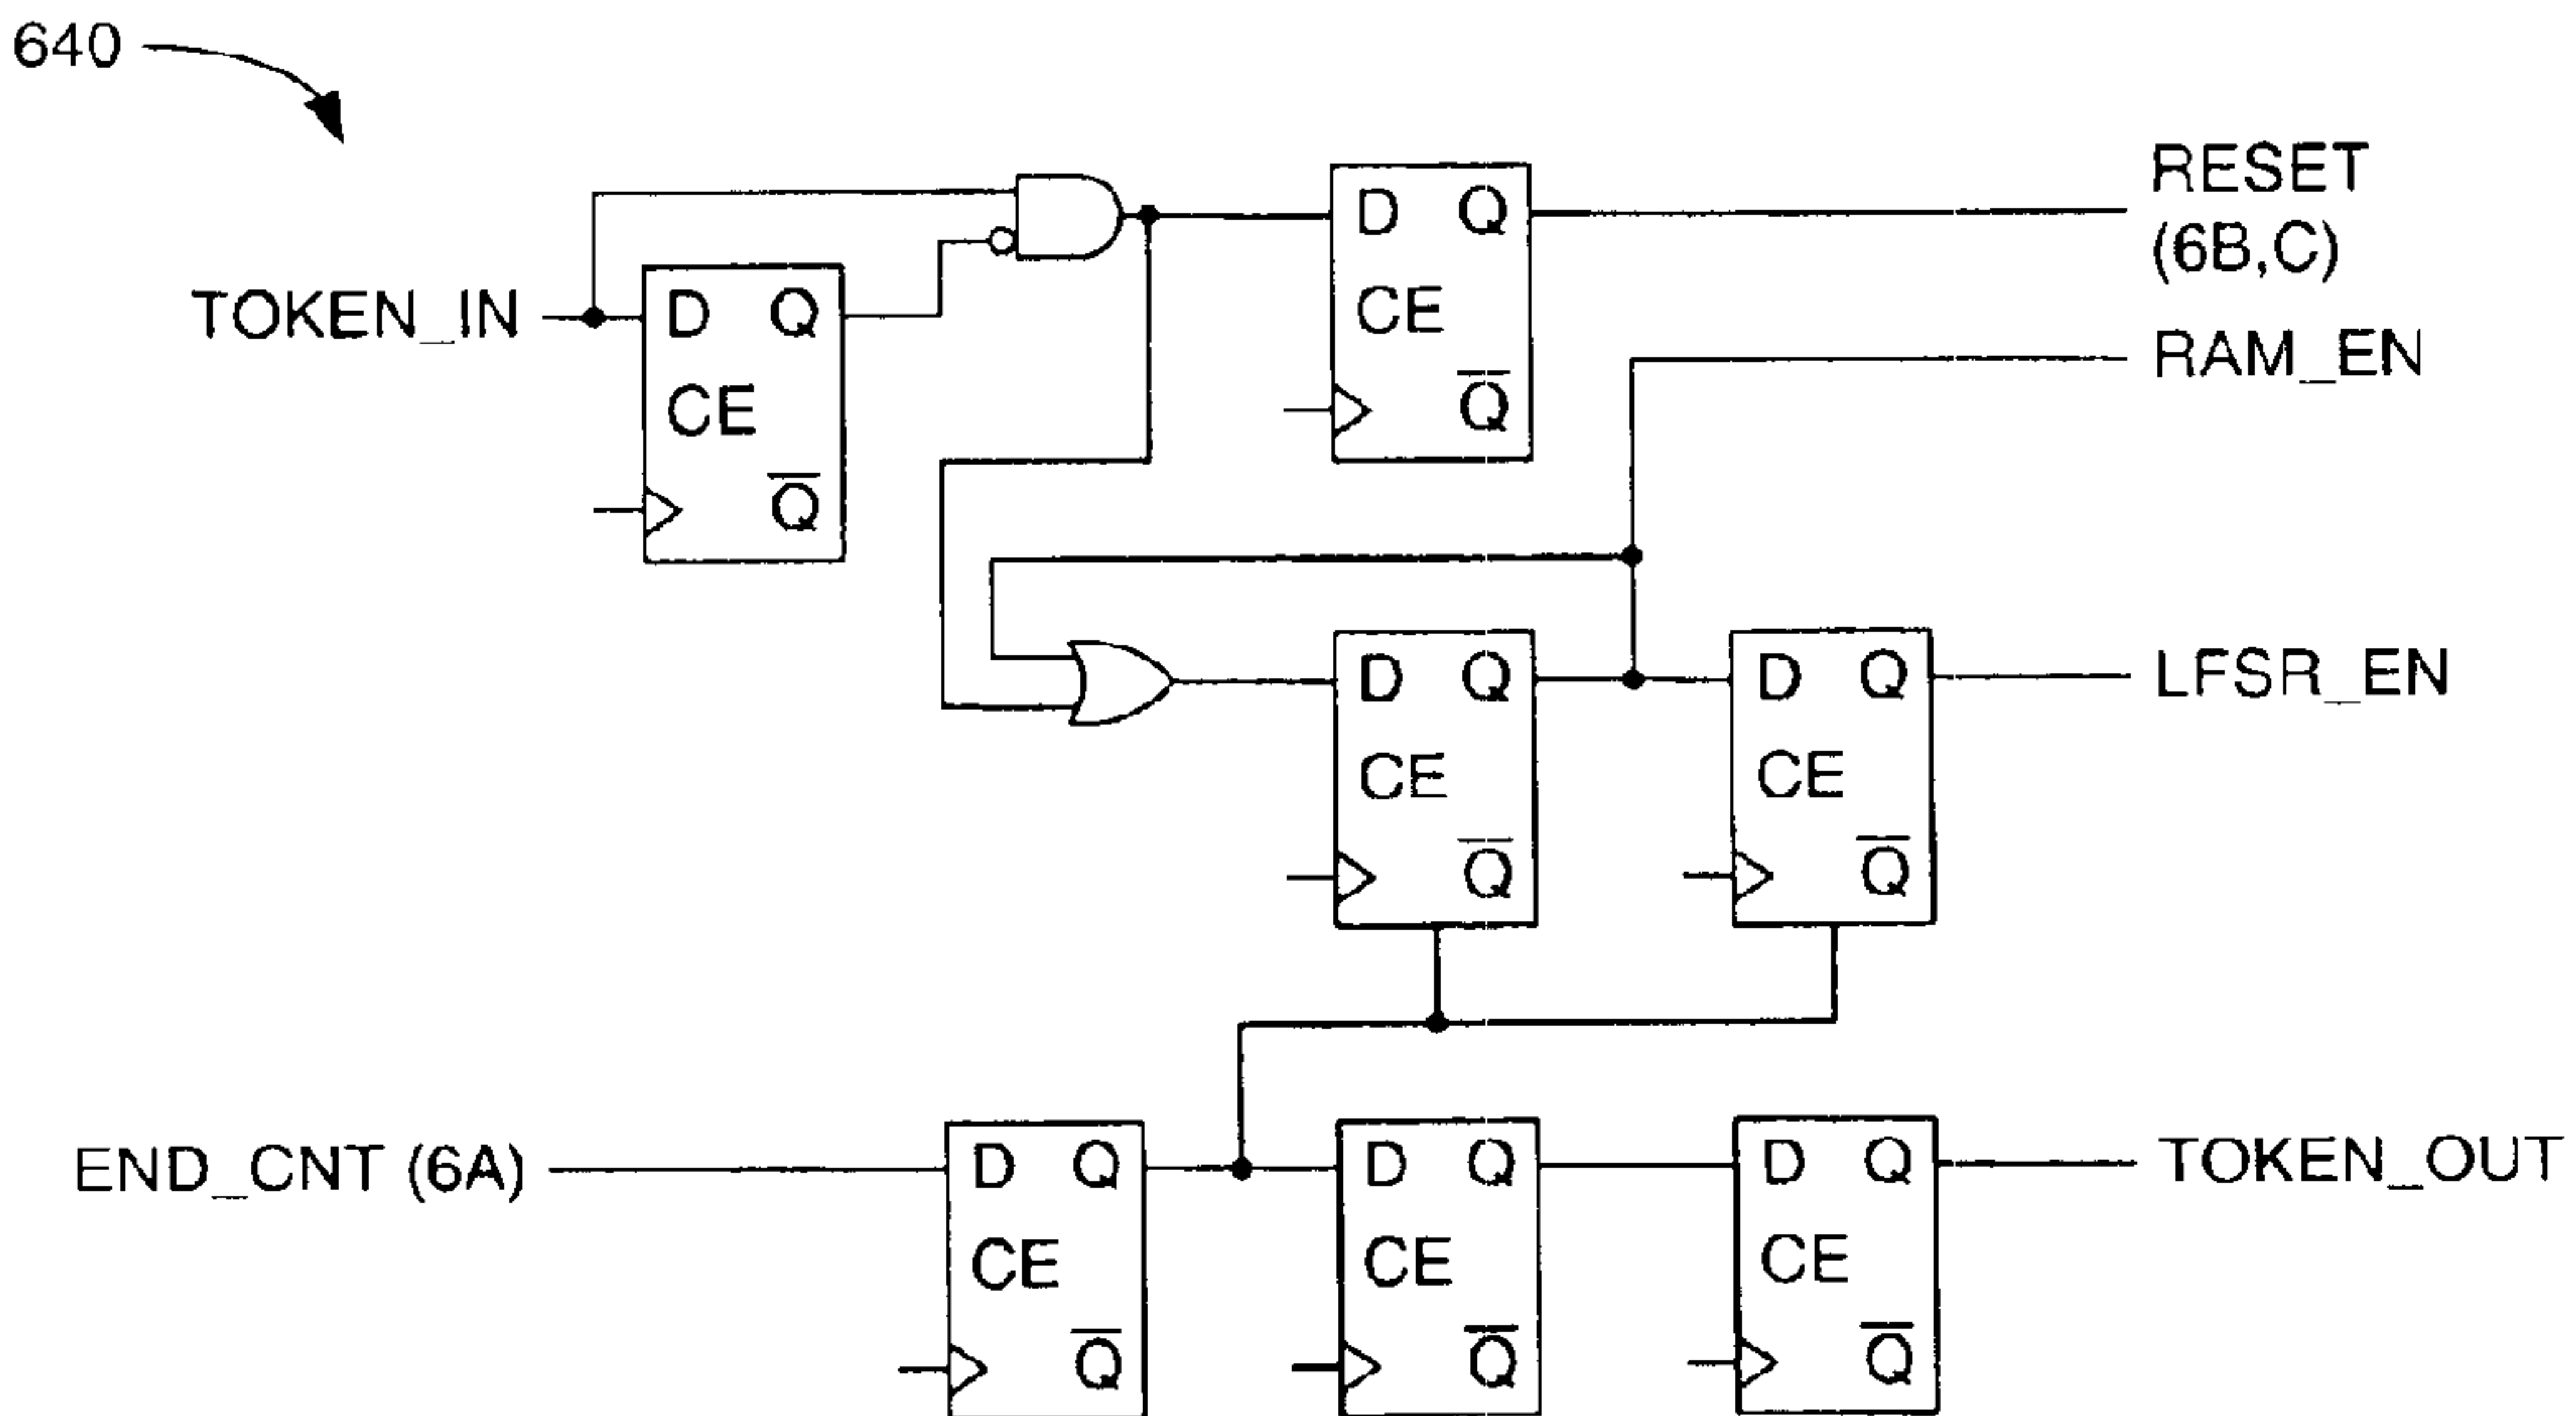 640
RESET
(6B,C)
D Q
CE
Q
RAM_EN
TOKEN_IN
D Q
CE
Q
D Q
CE
Q
D Q
CE
Q
LFSR_EN
END_CNT (6A)
D Q
CE
Q
D Q
CE
Q
D Q
CE
Q
TOKEN_OUT